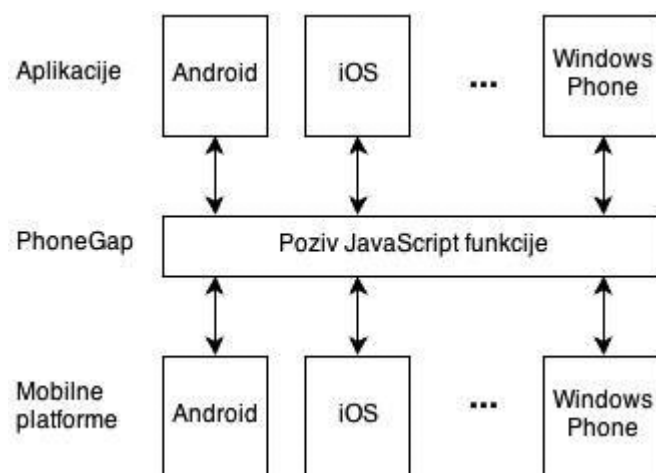 Aplikacije
Android
iOS
...
Windows
Phone
PhoneGap
Poziv JavaScript funkcije
Mobilne
platforme
Android
iOS
...
Windows
Phone